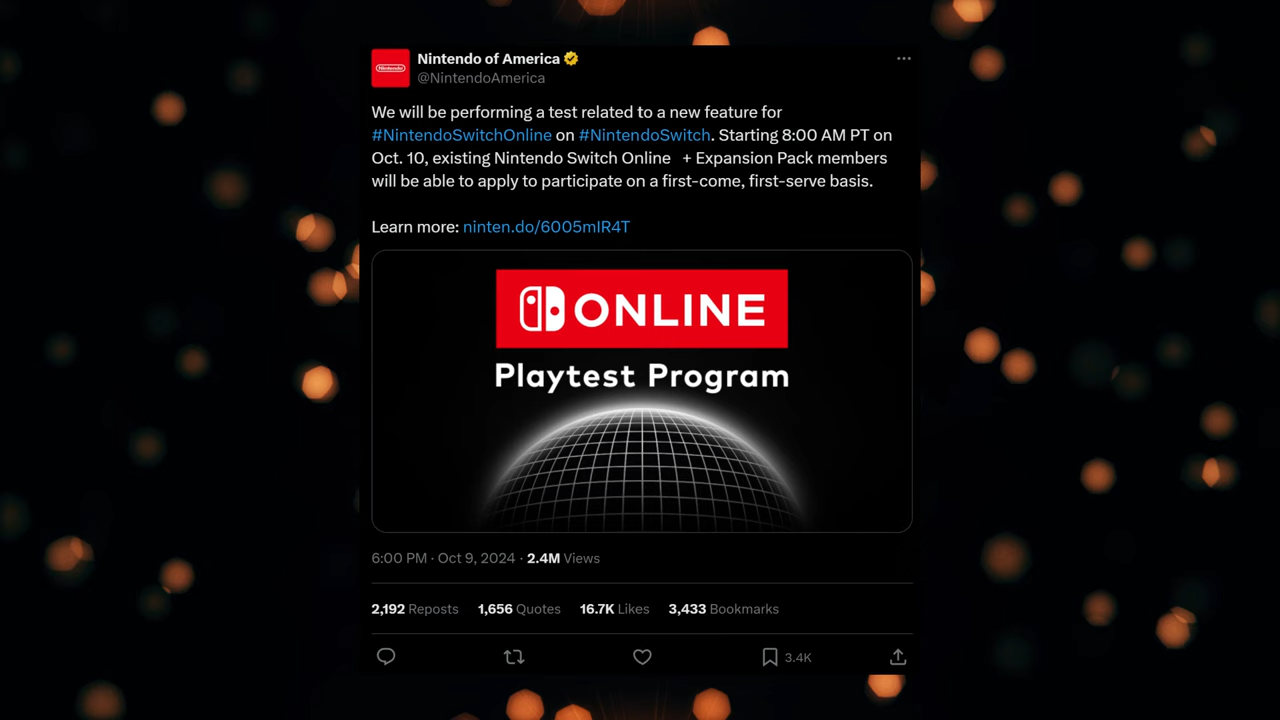 Nintendo of America
@NintendoAmerica
Nintendo
We will be performing a test related to a new feature for
#NintendoSwitchOnline on #NintendoSwitch. Starting 8:00 AM PT on
Oct. 10, existing Nintendo Switch Online + Expansion Pack members
will be able to apply to participate on a first-come, first-serve basis.
Learn more: ninten.do/6005mIR4T
ONLINE
Playtest Program
6:00 PM · Oct 9, 2024 · 2.4M Views
2,192 Reposts 1,656 Quotes 16.7K Likes 3,433 Bookmarks
3.4K